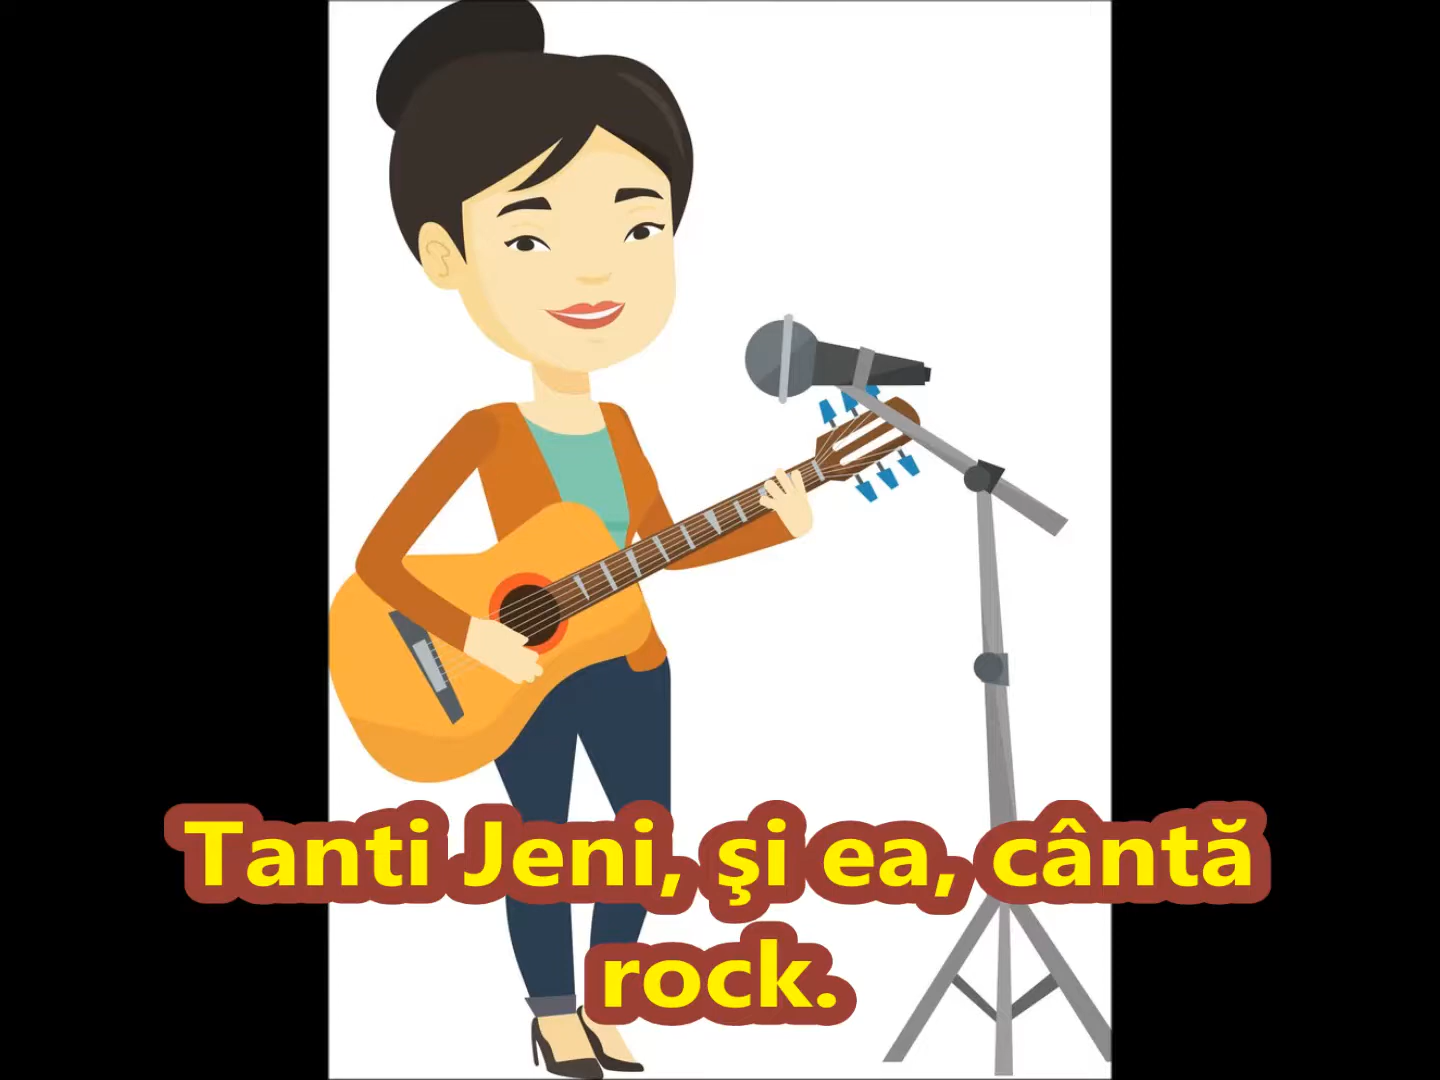 Tanti Jeni, şi ea, cântă
rock.